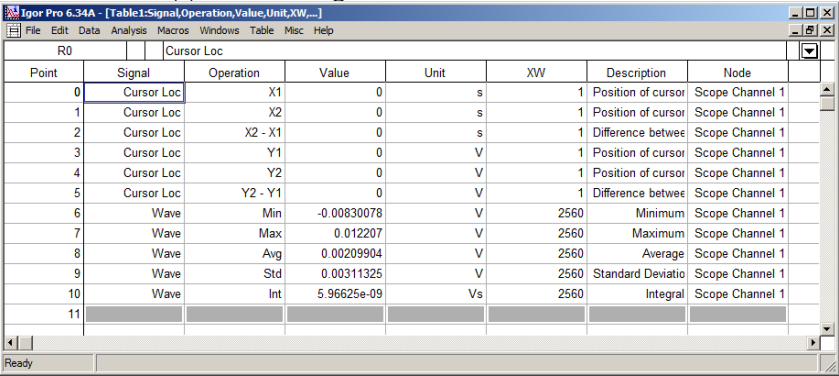 Igor Pro 6.34A - [Table1:Signal,Operation,Value,Unit,XW,...]
File Edit Data Analysis Macros Windows Table Misc Help
R0 Cursor Loc
Point Signal Operation Value Unit XW Description Node
0 Cursor Loc X1 0 s 1 Position of cursor Scope Channel 1
1 Cursor Loc X2 0 s 1 Position of cursor Scope Channel 1
2 Cursor Loc X2 - X1 0 s 1 Difference betwee Scope Channel 1
3 Cursor Loc Y1 0 V 1 Position of cursor Scope Channel 1
4 Cursor Loc Y2 0 V 1 Position of cursor Scope Channel 1
5 Cursor Loc Y2 - Y1 0 V 1 Difference betwee Scope Channel 1
6 Wave Min -0.00830078 V 2560 Minimum Scope Channel 1
7 Wave Max 0.012207 V 2560 Maximum Scope Channel 1
8 Wave Avg 0.00209904 V 2560 Average Scope Channel 1
9 Wave Std 0.00311325 V 2560 Standard Deviatio Scope Channel 1
10 Wave Int 5.96625e-09 Vs 2560 Integral Scope Channel 1
11
Ready